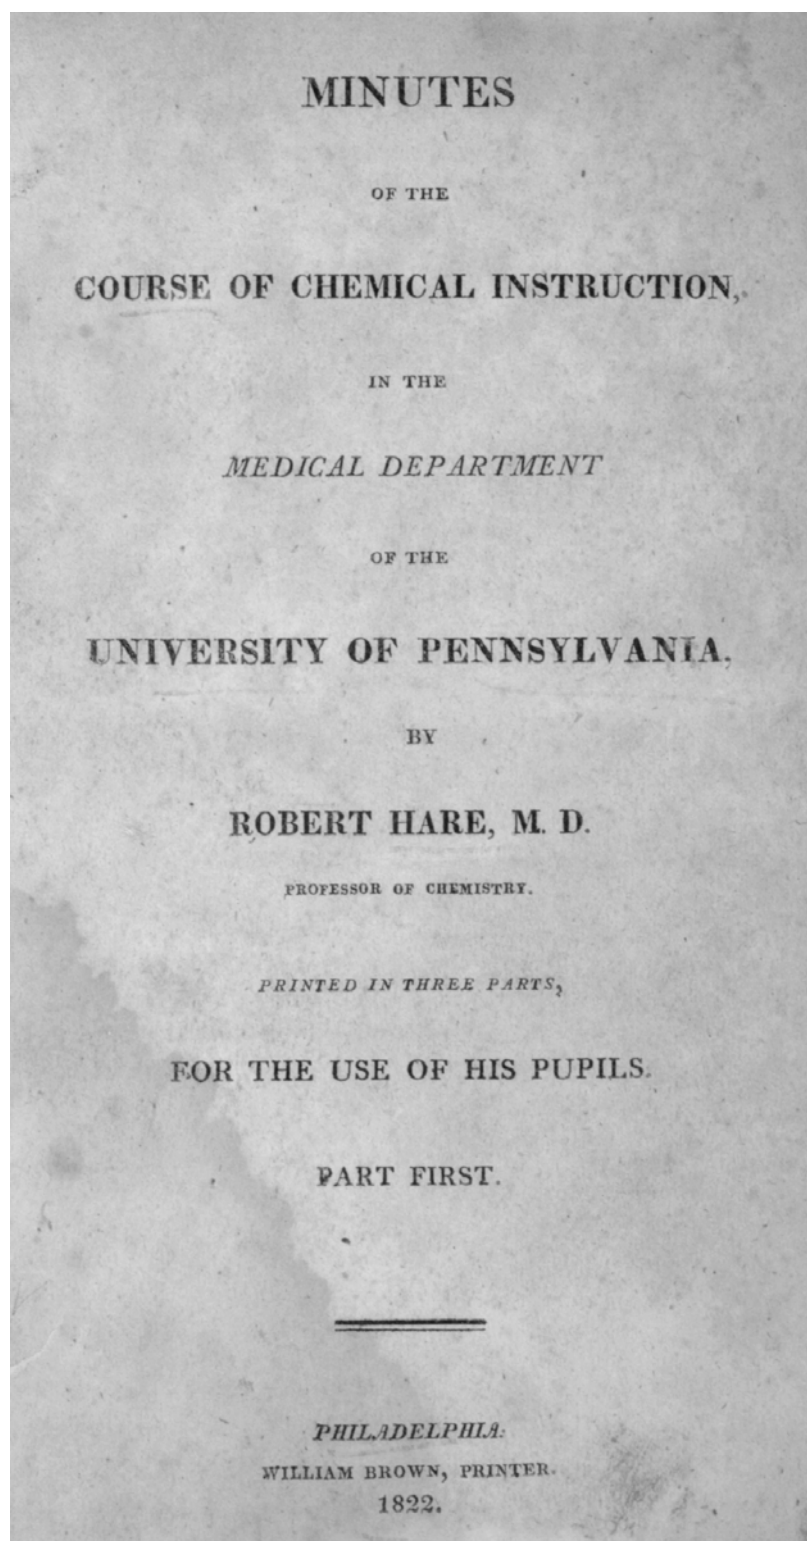 MINUTES
OF THE
COURSE OF CHEMICAL INSTRUCTION,
IN THE
MEDICAL DEPARTMENT
OF THE
UNIVERSITY OF PENNSYLVANIA.
BY
ROBERT HARE, M. D.
PROFESSOR OF CHEMISTRY.
PRINTED IN THREE PARTS,
FOR THE USE OF HIS PUPILS.
PART FIRST.
PHILADELPHIA:
WILLIAM BROWN, PRINTER.
1822.